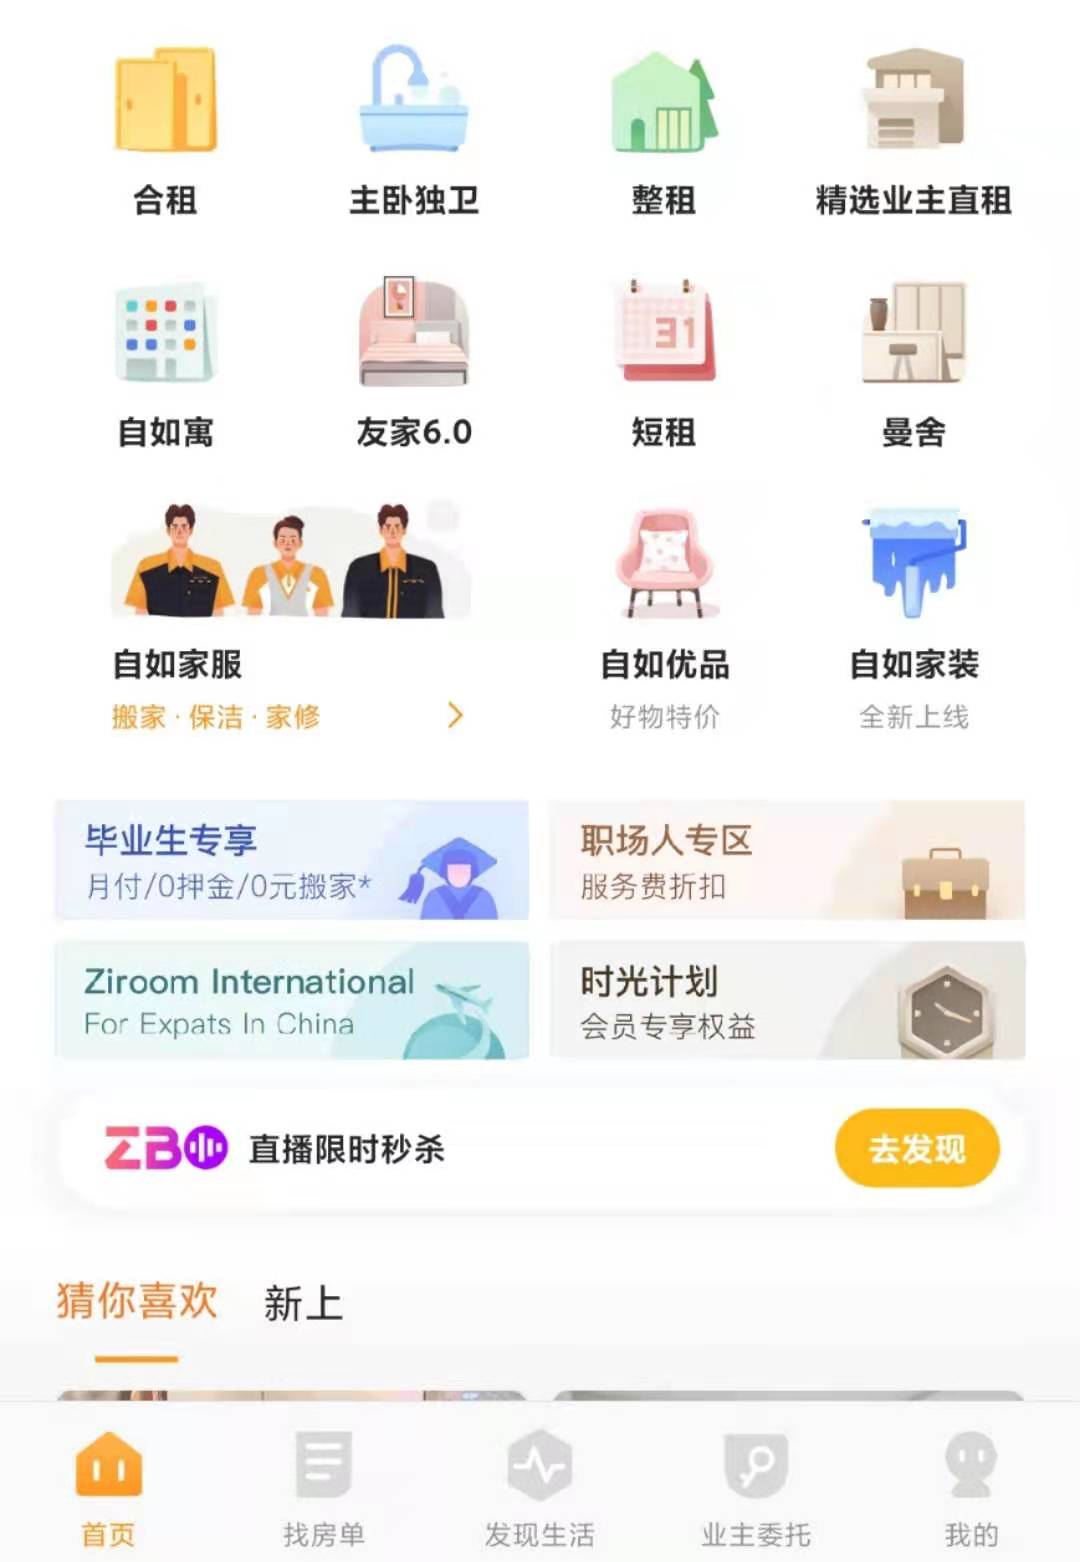 合租
主卧独卫
整租
精选业主直租
31
自如寓
友家6.0
短租
曼舍
自如家服
自如优品
自如家装
搬家·保洁·家修
好物特价
全新上线
毕业生专享
月付/0押金/0元搬家*
职场人专区
服务费折扣
Ziroom International
For Expats In China
时光计划
会员专享权益
ZBO 直播限时秒杀
去发现
猜你喜欢
新上
首页
找房单
发现生活
业主委托
我的